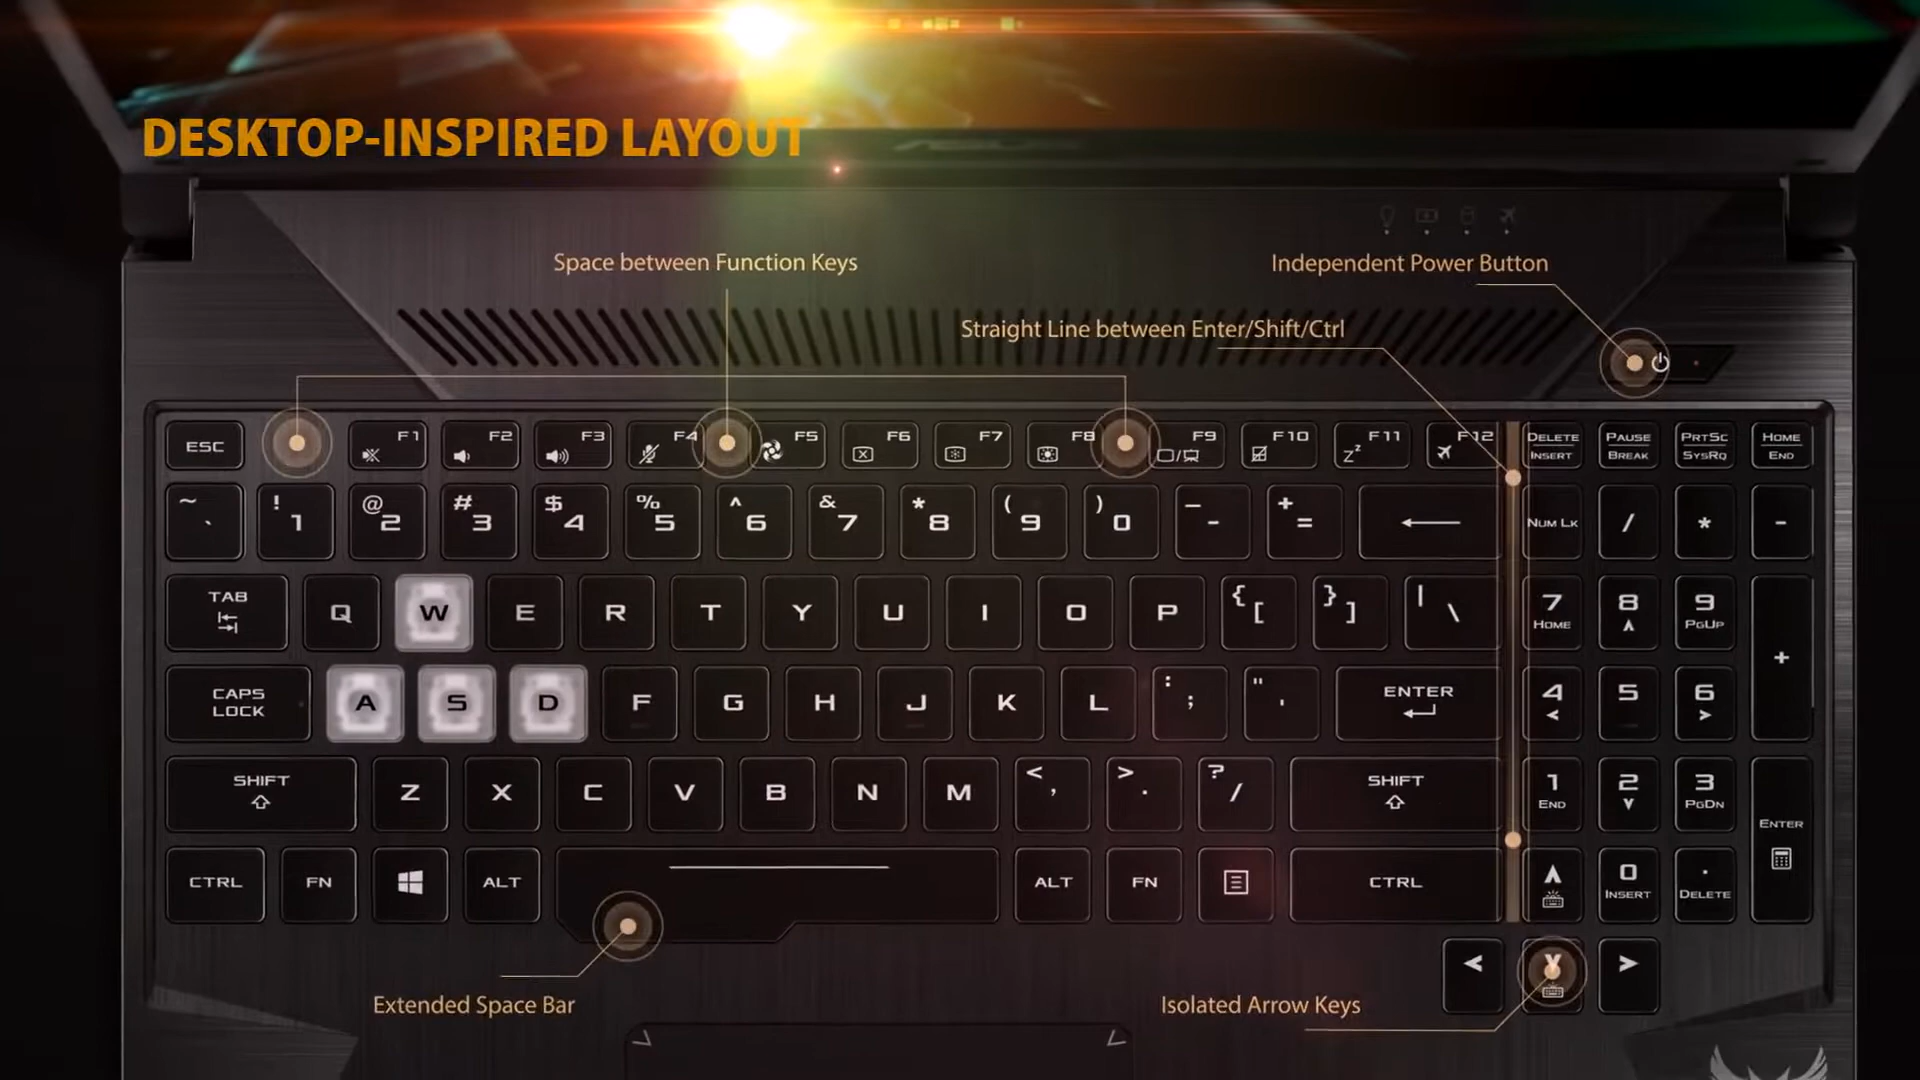 DESKTOP-INSPIRED LAYOUT
ASUS
Space between Function Keys
Independent Power Button
Straight Line between Enter/Shift/Ctrl
ESC F1 F2 F3 F4 F5 F6 F7 F8 F9 F10 F11 F12 DELETE INSERT PAUSE BREAK PRTSC SYSRQ HOME END
~ ` ! 1 @ 2 # 3 $ 4 % 5 ^ 6 & 7 * 8 ( 9 ) 0 _ - + = NUM LK / * -
TAB Q W E R T Y U I O P { [ } ] | \ 7 HOME 8 9 PGUP +
CAPS LOCK A S D F G H J K L : ; " ' ENTER 4 5 6
SHIFT Z X C V B N M < , > . ? / SHIFT 1 END 2 3 PGDN ENTER
CTRL FN ALT ALT FN CTRL 0 INSERT . DELETE
Extended Space Bar
Isolated Arrow Keys